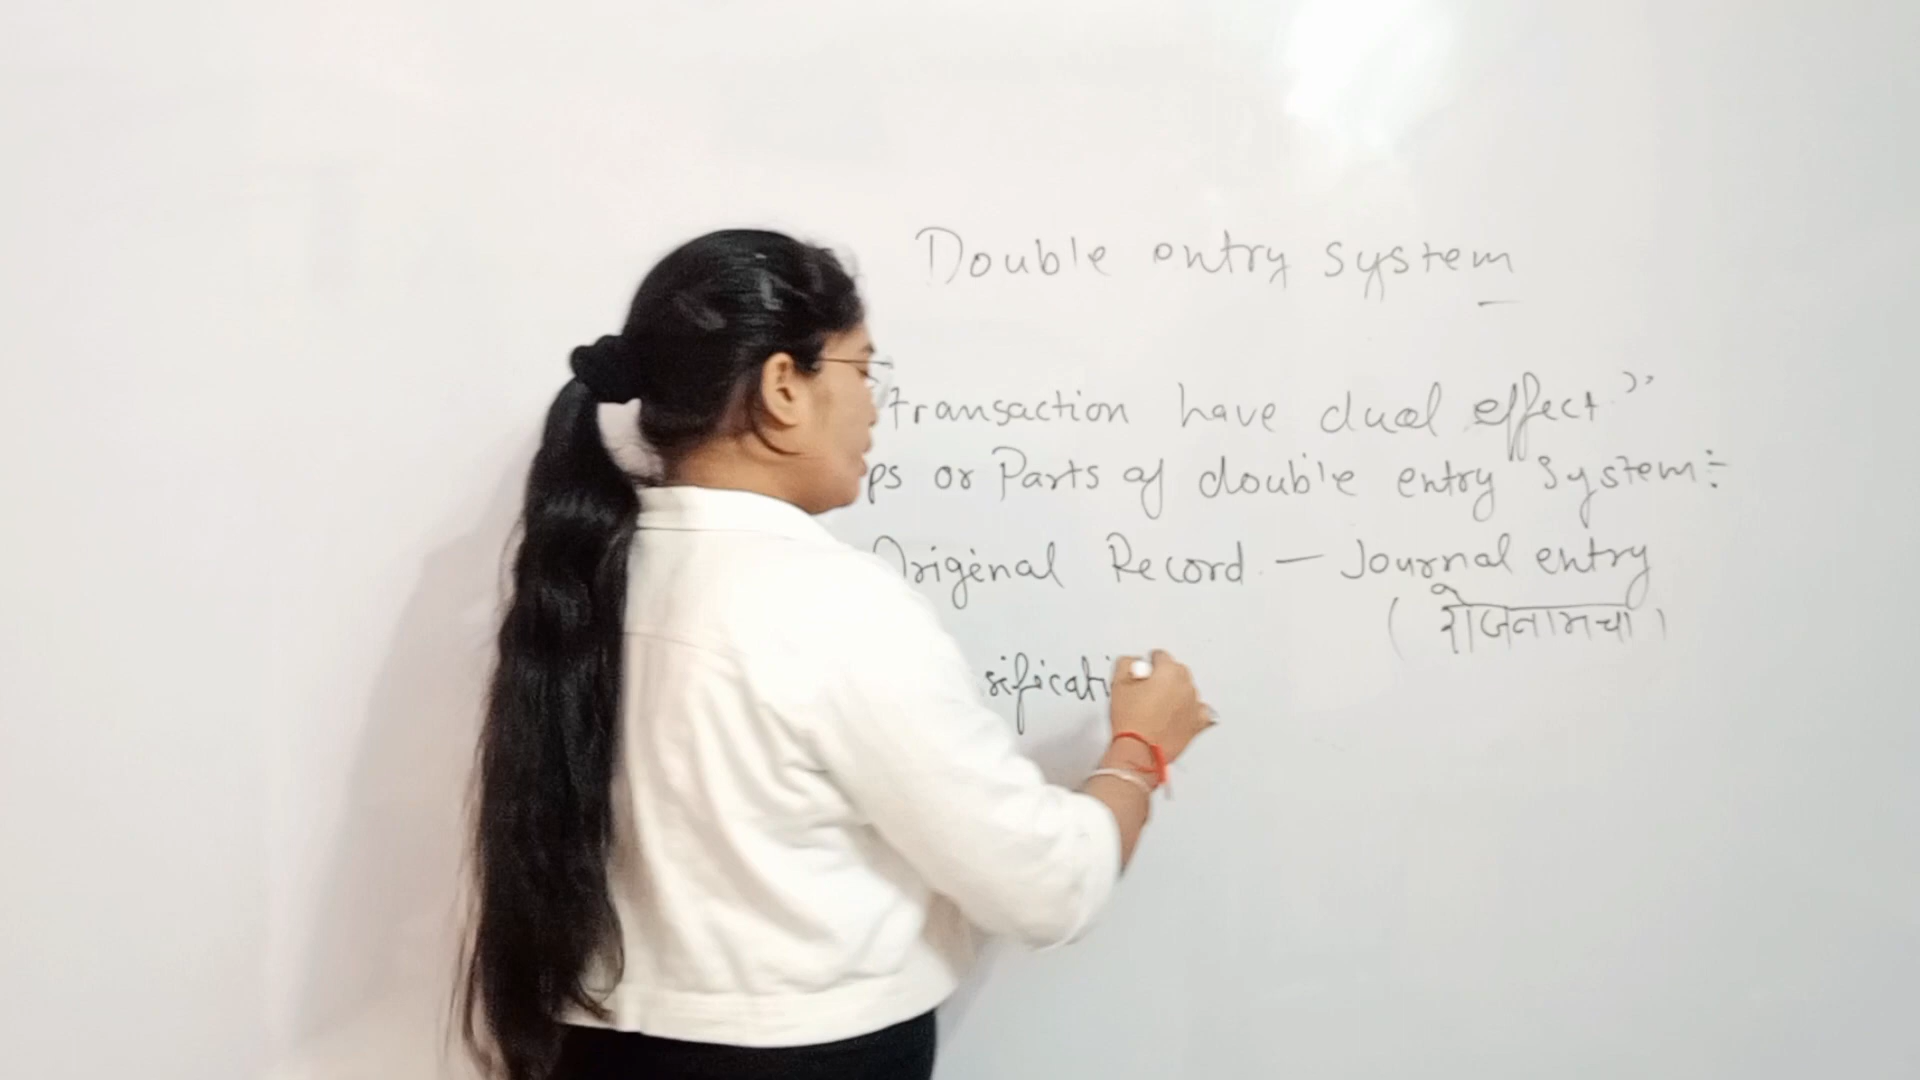 Double entry system
transaction have dual effect"
ps or Parts of double entry System:-
Original Record - Journal entry
( रोजनामचा )
sificati